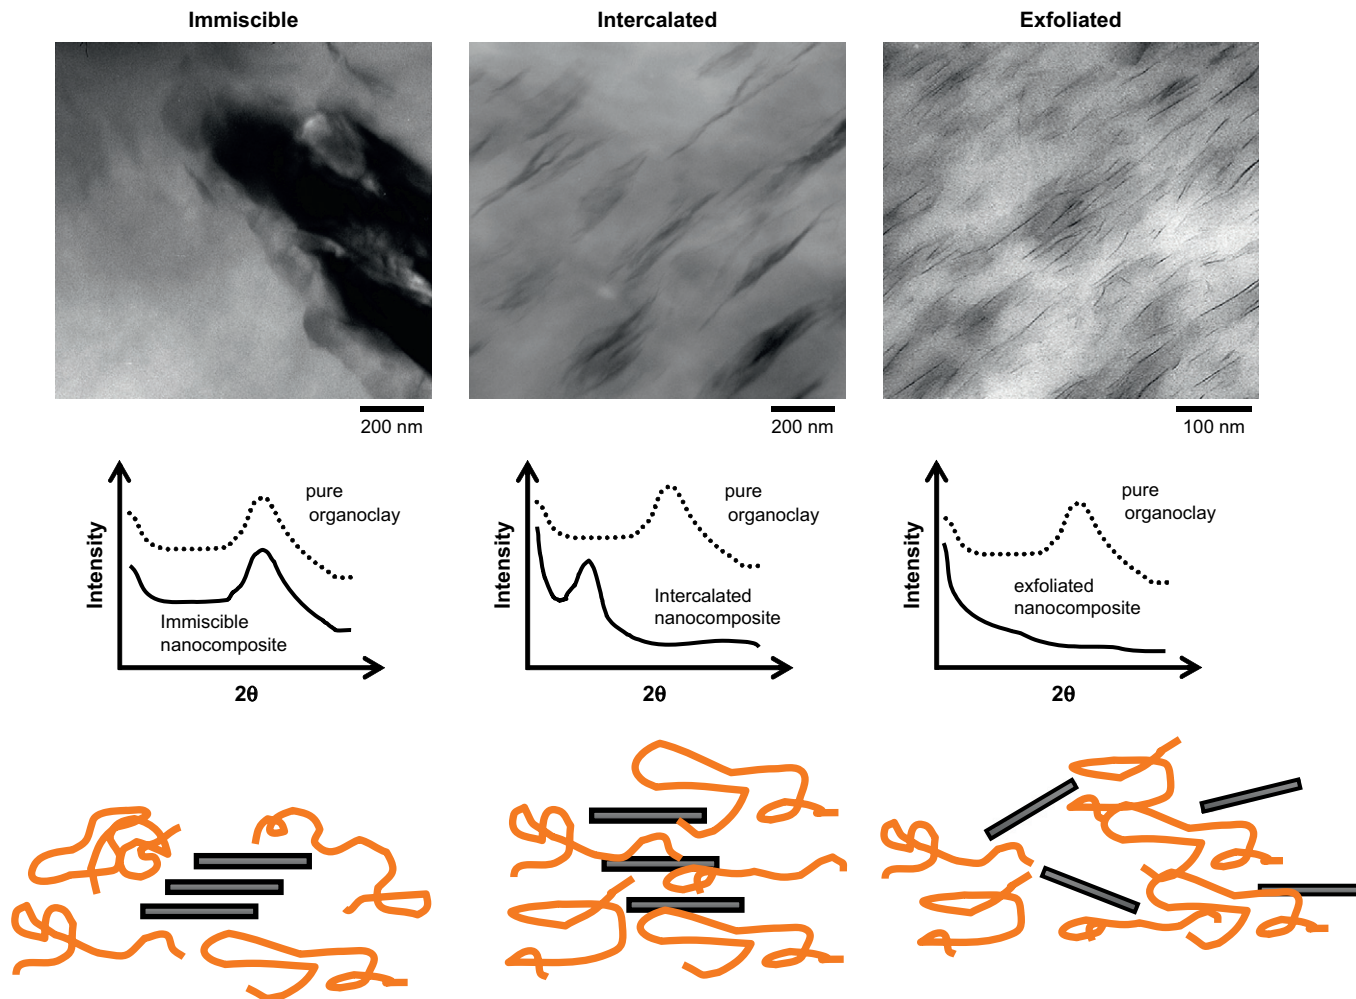 Immiscible
Intercalated
Exfoliated
200 nm
200 nm
100 nm
Intensity
pure
organoclay
Immiscible
nanocomposite
2θ
Intensity
pure
organoclay
Intercalated
nanocomposite
2θ
Intensity
pure
organoclay
exfoliated
nanocomposite
2θ